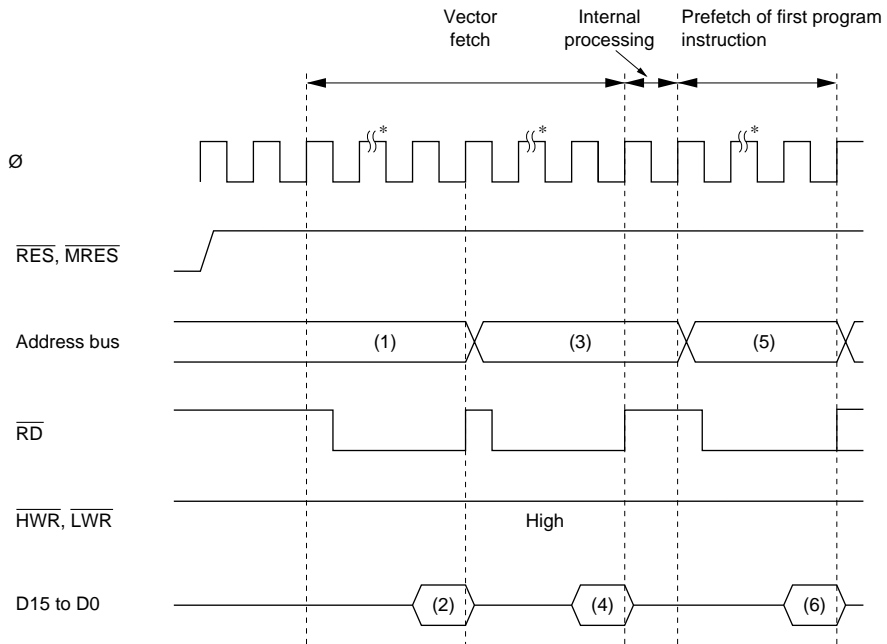 Vector
fetch
Internal
processing
Prefetch of first program
instruction
Ø
*
*
*
RES, MRES
Address bus
(1)
(3)
(5)
RD
HWR, LWR
High
D15 to D0
(2)
(4)
(6)